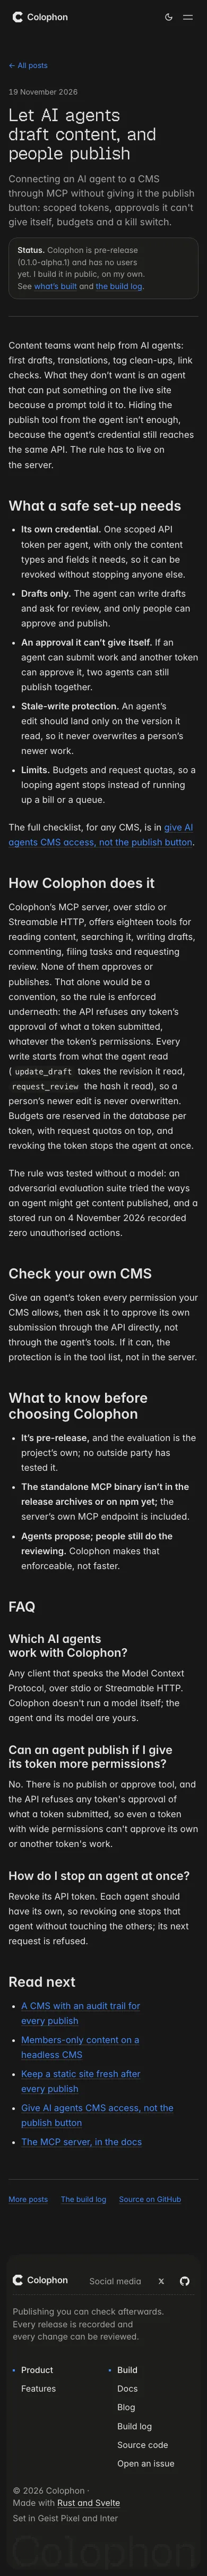 Colophon
← All posts
19 November 2026
Let AI agents
draft content, and
people publish
Connecting an AI agent to a CMS
through MCP without giving it the publish
button: scoped tokens, approvals it can't
give itself, budgets and a kill switch.
Status. Colophon is pre-release
(0.1.0-alpha.1) and has no users
yet. I build it in public, on my own.
See what's built and the build log.
Content teams want help from AI agents:
first drafts, translations, tag clean-ups, link
checks. What they don't want is an agent
that can put something on the live site
because a prompt told it to. Hiding the
publish tool from the agent isn't enough,
because the agent's credential still reaches
the same API. The rule has to live on
the server.
What a safe set-up needs
• Its own credential. One scoped API
token per agent, with only the content
types and fields it needs, so it can be
revoked without stopping anyone else.
• Drafts only. The agent can write drafts
and ask for review, and only people can
approve and publish.
• An approval it can't give itself. If an
agent can submit work and another token
can approve it, two agents can still
publish together.
• Stale-write protection. An agent's
edit should land only on the version it
read, so it never overwrites a person's
newer work.
• Limits. Budgets and request quotas, so a
looping agent stops instead of running
up a bill or a queue.
The full checklist, for any CMS, is in give AI
agents CMS access, not the publish button.
How Colophon does it
Colophon's MCP server, over stdio or
Streamable HTTP, offers eighteen tools for
reading content, searching it, writing drafts,
commenting, filing tasks and requesting
review. None of them approves or
publishes. That alone would be a
convention, so the rule is enforced
underneath: the API refuses any token's
approval of what a token submitted,
whatever the token's permissions. Every
write starts from what the agent read
(update_draft takes the revision it read,
request_review the hash it read), so a
person's newer edit is never overwritten.
Budgets are reserved in the database per
token, with request quotas on top, and
revoking the token stops the agent at once.
The rule was tested without a model: an
adversarial evaluation suite tried the ways
an agent might get content published, and a
stored run on 4 November 2026 recorded
zero unauthorised actions.
Check your own CMS
Give an agent's token every permission your
CMS allows, then ask it to approve its own
submission through the API directly, not
through the agent's tools. If it can, the
protection is in the tool list, not in the server.
What to know before
choosing Colophon
• It's pre-release, and the evaluation is the
project's own; no outside party has
tested it.
• The standalone MCP binary isn't in the
release archives or on npm yet; the
server's own MCP endpoint is included.
• Agents propose; people still do the
reviewing. Colophon makes that
enforceable, not faster.
FAQ
Which AI agents
work with Colophon?
Any client that speaks the Model Context
Protocol, over stdio or Streamable HTTP.
Colophon doesn't run a model itself; the
agent and its model are yours.
Can an agent publish if I give
its token more permissions?
No. There is no publish or approve tool, and
the API refuses any token's approval of
what a token submitted, so even a token
with wide permissions can't approve its own
or another token's work.
How do I stop an agent at once?
Revoke its API token. Each agent should
have its own, so revoking one stops that
agent without touching the others; its next
request is refused.
Read next
• A CMS with an audit trail for
every publish
• Members-only content on a
headless CMS
• Keep a static site fresh after
every publish
• Give AI agents CMS access, not the
publish button
• The MCP server, in the docs
More posts The build log Source on GitHub
Colophon Social media
Publishing you can check afterwards.
Every release is recorded and
every change can be reviewed.
• Product • Build
Features Docs
Blog
Build log
Source code
Open an issue
© 2026 Colophon ·
Made with Rust and Svelte
Set in Geist Pixel and Inter
Colophon